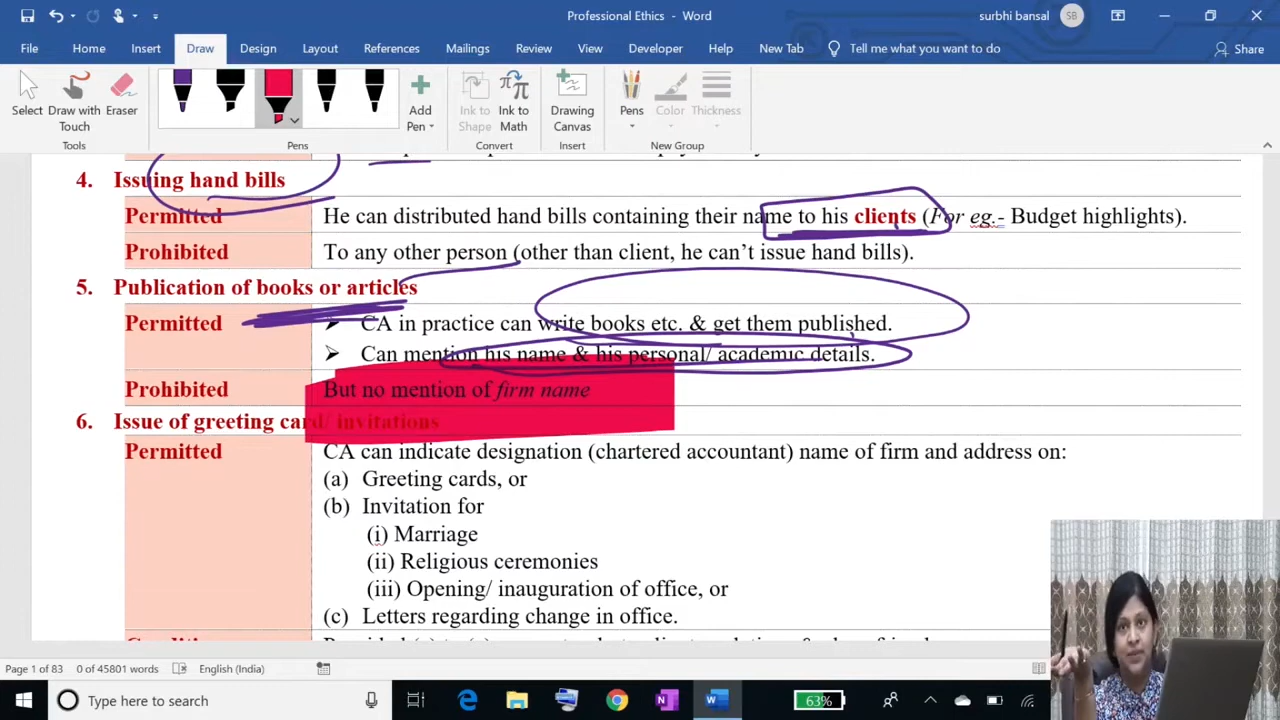 Professional Ethics - Word
surbhi bansal SB
File Home Insert Draw Design Layout References Mailings Review View Developer Help New Tab Tell me what you want to do Share
Select Draw with Touch Eraser Add Pen Ink to Shape Ink to Math Drawing Canvas Pens Color Thickness
Tools Pens Convert Insert New Group
4. Issuing hand bills
Permitted He can distributed hand bills containing their name to his clients (For eg.- Budget highlights).
Prohibited To any other person (other than client, he can't issue hand bills).
5. Publication of books or articles
Permitted ➢ CA in practice can write books etc. & get them published.
➢ Can mention his name & his personal/ academic details.
Prohibited But no mention of firm name
6. Issue of greeting card/ invitations
Permitted CA can indicate designation (chartered accountant) name of firm and address on:
(a) Greeting cards, or
(b) Invitation for
(i) Marriage
(ii) Religious ceremonies
(iii) Opening/ inauguration of office, or
(c) Letters regarding change in office.
Page 1 of 83 0 of 45801 words English (India)
Type here to search 63%